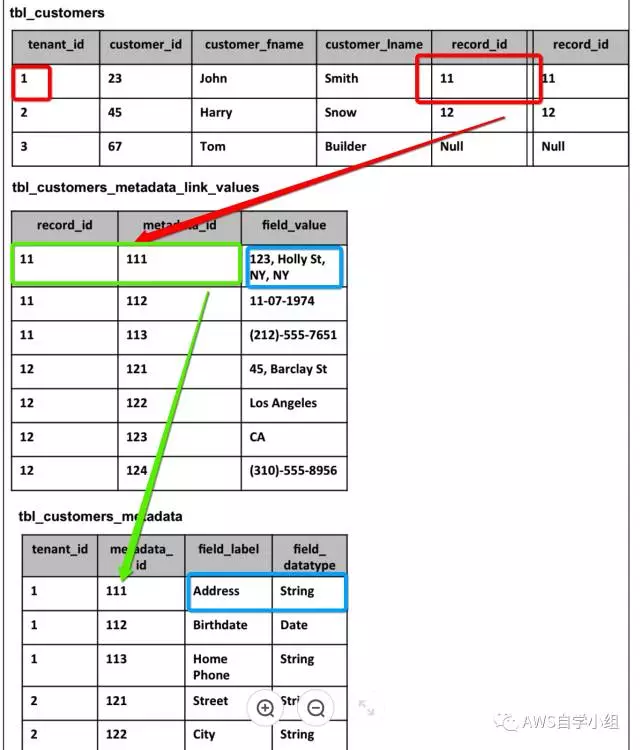 tbl_customers
tenant_id customer_id customer_fname customer_lname record_id record_id
1 23 John Smith 11 11
2 45 Harry Snow 12 12
3 67 Tom Builder Null Null
tbl_customers_metadata_link_values
record_id metadata_id field_value
11 111 123, Holly St,
NY, NY
11 112 11-07-1974
11 113 (212)-555-7651
12 121 45, Barclay St
12 122 Los Angeles
12 123 CA
12 124 (310)-555-8956
tbl_customers_metadata
tenant_id metadata_ field_label field_
id datatype
1 111 Address String
1 112 Birthdate Date
1 113 Home String
Phone
2 121 Street
2 122 City String
AWS自学小组